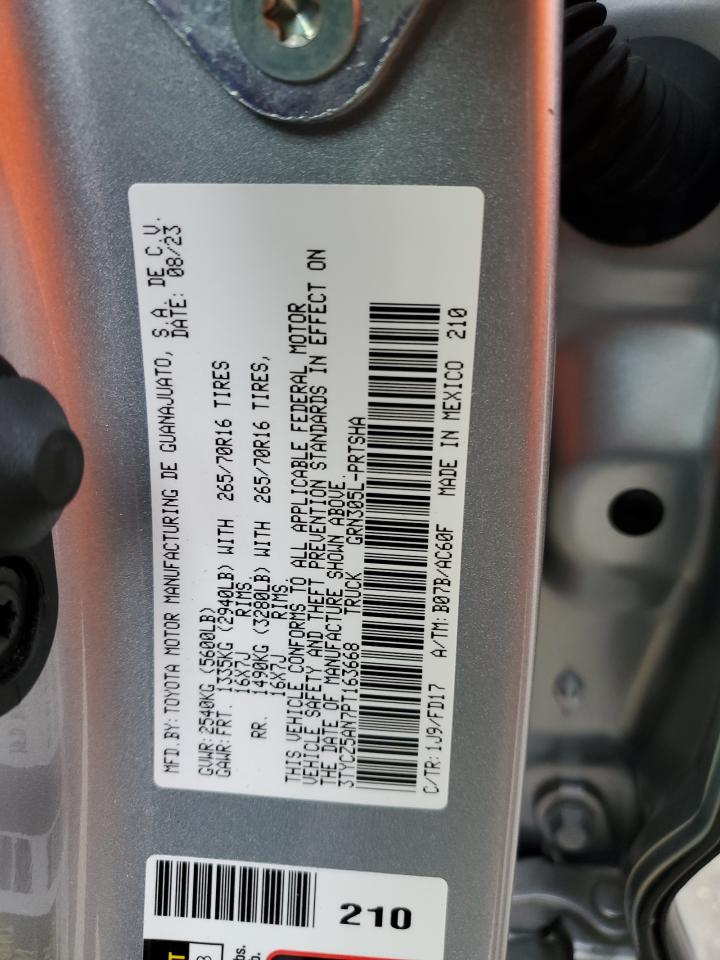 MFD.BY: TOYOTA MOTOR MANUFACTURING DE GUANAJUATO, S.A. DE C.V.
DATE: 08/23
GVWR: 2540KG (5600LB)
GAWR: FRT. 1335KG (2940LB) WITH 265/70R16 TIRES
16X7J RIMS.
RR. 1490KG (3280LB) WITH 265/70R16 TIRES,
16X7J RIMS.
THIS VEHICLE CONFORMS TO ALL APPLICABLE FEDERAL MOTOR
VEHICLE SAFETY AND THEFT PREVENTION STANDARDS IN EFFECT ON
THE DATE OF MANUFACTURE SHOWN ABOVE.
3TYCZ5AN7PT163668 TRUCK GRN305L-PRTSHA
C/TR: 1J9/FD17 A/TM: B07B/AC60F MADE IN MEXICO 210
210